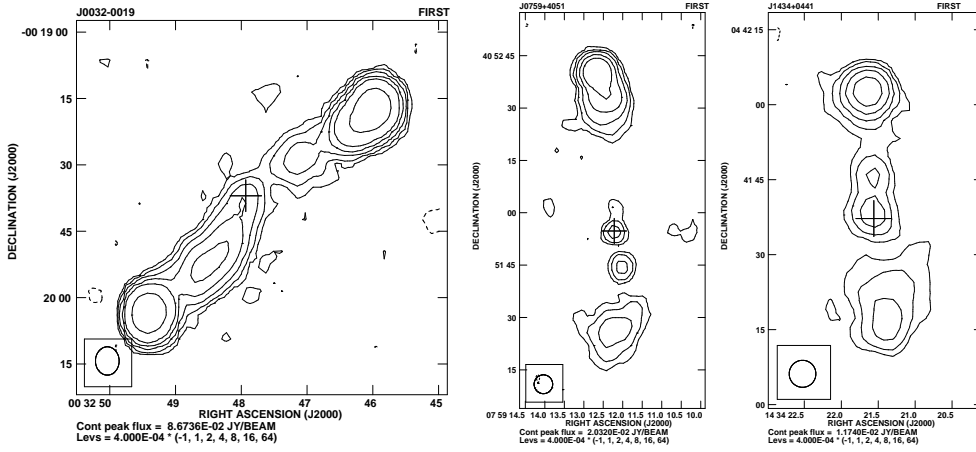 J0032-0019 FIRST
-00 19 00
15
30
45
20 00
15
DECLINATION (J2000)
00 32 50 49 48 47 46 45
RIGHT ASCENSION (J2000)
Cont peak flux = 8.6736E-02 JY/BEAM
Levs = 4.000E-04 * (-1, 1, 2, 4, 8, 16, 64)
J0759+4051 FIRST
40 52 45
30
15
00
51 45
30
15
DECLINATION (J2000)
07 59 14.5 14.0 13.5 13.0 12.5 12.0 11.5 11.0 10.5 10.0
RIGHT ASCENSION (J2000)
Cont peak flux = 2.0320E-02 JY/BEAM
Levs = 4.000E-04 * (-1, 1, 2, 4, 8, 16, 64)
J1434+0441 FIRST
04 42 15
00
41 45
30
15
00
DECLINATION (J2000)
14 34 22.5 22.0 21.5 21.0 20.5
RIGHT ASCENSION (J2000)
Cont peak flux = 1.1740E-02 JY/BEAM
Levs = 4.000E-04 * (-1, 1, 2, 4, 8, 16, 64)